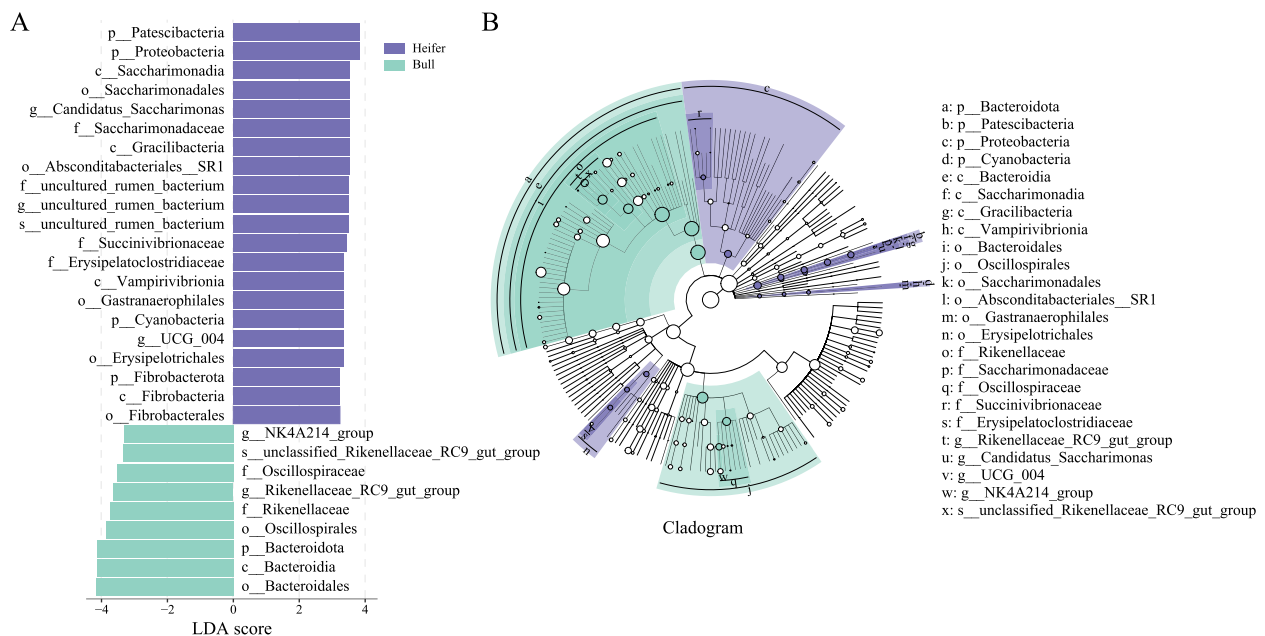 A
p__Patescibacteria
p__Proteobacteria
c__Saccharimonadia
o__Saccharimonadales
g__Candidatus_Saccharimonas
f__Saccharimonadaceae
c__Gracilibacteria
o__Absconditabacteriales__SR1
f__uncultured_rumen_bacterium
g__uncultured_rumen_bacterium
s__uncultured_rumen_bacterium
f__Succinivibrionaceae
f__Erysipelatoclostridiaceae
c__Vampirivibrionia
o__Gastranaerophilales
p__Cyanobacteria
g__UCG_004
o__Erysipelotrichales
p__Fibrobacterota
c__Fibrobacteria
o__Fibrobacterales
g__NK4A214_group
s__unclassified_Rikenellaceae_RC9_gut_group
f__Oscillospiraceae
g__Rikenellaceae_RC9_gut_group
f__Rikenellaceae
o__Oscillospirales
p__Bacteroidota
c__Bacteroidia
o__Bacteroidales
−4 −2 0 2 4
LDA score
Heifer
Bull
B
c
r
a
e
i
o
t
x
n
w
q
j
Cladogram
a: p__Bacteroidota
b: p__Patescibacteria
c: p__Proteobacteria
d: p__Cyanobacteria
e: c__Bacteroidia
f: c__Saccharimonadia
g: c__Gracilibacteria
h: c__Vampirivibrionia
i: o__Bacteroidales
j: o__Oscillospirales
k: o__Saccharimonadales
l: o__Absconditabacteriales__SR1
m: o__Gastranaerophilales
n: o__Erysipelotrichales
o: f__Rikenellaceae
p: f__Saccharimonadaceae
q: f__Oscillospiraceae
r: f__Succinivibrionaceae
s: f__Erysipelatoclostridiaceae
t: g__Rikenellaceae_RC9_gut_group
u: g__Candidatus_Saccharimonas
v: g__UCG_004
w: g__NK4A214_group
x: s__unclassified_Rikenellaceae_RC9_gut_group